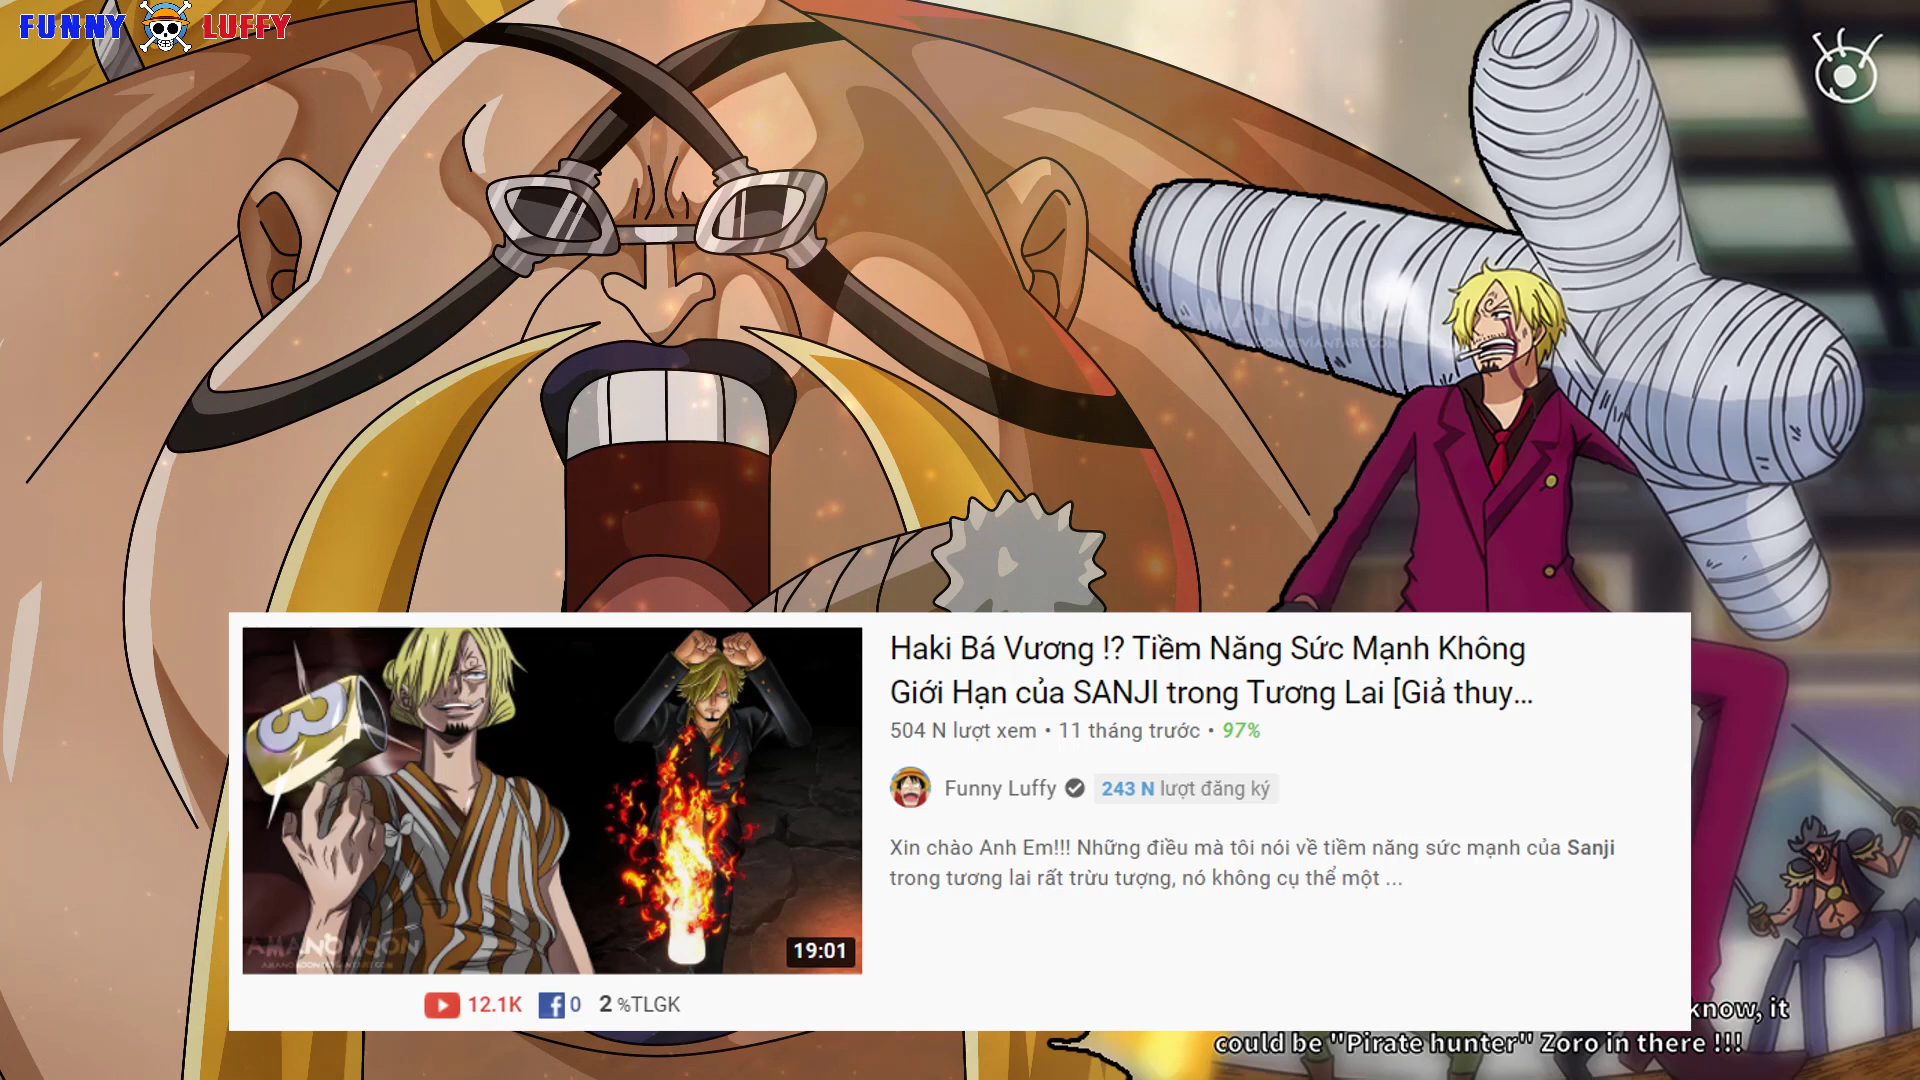 FUNNY LUFFY
AMANOMOON
Haki Bá Vương !? Tiềm Năng Sức Mạnh Không
Giới Hạn của SANJI trong Tương Lai [Giả thuy...
504 N lượt xem • 11 tháng trước • 97%
Funny Luffy 243 N lượt đăng ký
Xin chào Anh Em!!! Những điều mà tôi nói về tiềm năng sức mạnh của Sanji
trong tương lai rất trừu tượng, nó không cụ thể một ...
3
AMANOMOON
19:01
12.1K f 0 2 %TLGK
know, it
could be "Pirate hunter" Zoro in there !!!